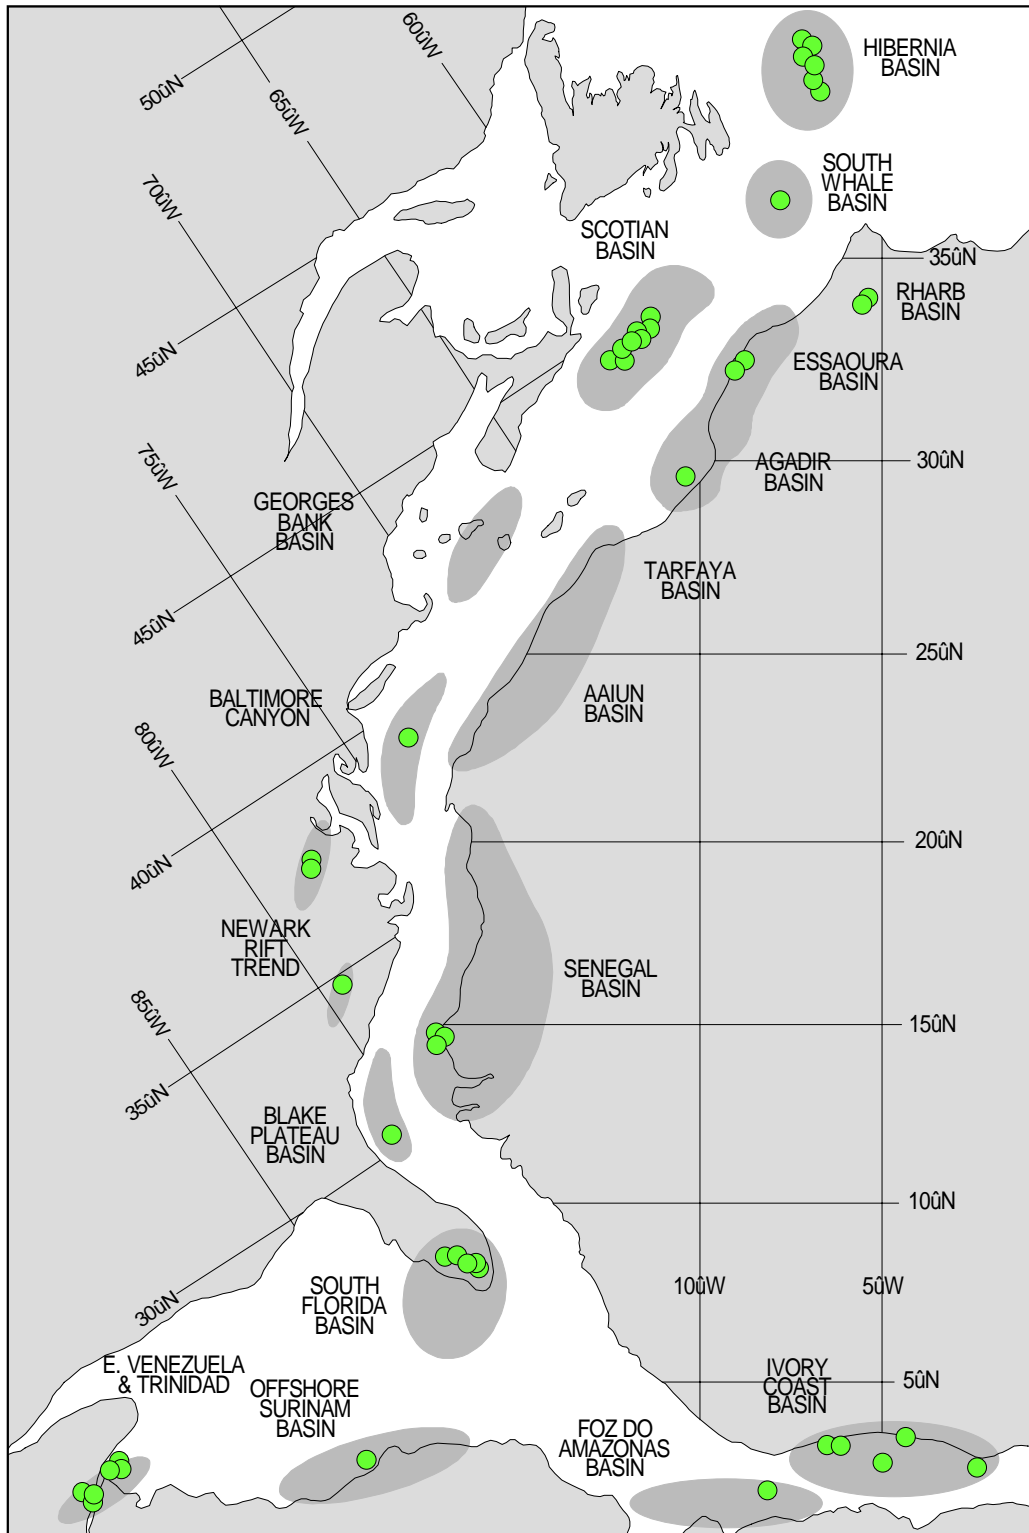 60ûW
50ûN
65ûW
HIBERNIA
BASIN
70ûW
SOUTH
WHALE
BASIN
SCOTIAN
BASIN
35ûN
RHARB
BASIN
45ûN
ESSAOURA
BASIN
75ûW
AGADIR
BASIN
30ûN
GEORGES
BANK
BASIN
TARFAYA
BASIN
45ûN
25ûN
BALTIMORE
CANYON
AAIUN
BASIN
80ûW
20ûN
40ûN
NEWARK
RIFT
TREND
SENEGAL
BASIN
85ûW
15ûN
35ûN
BLAKE
PLATEAU
BASIN
10ûN
30ûN
SOUTH
FLORIDA
BASIN
10ûW
5ûW
E. VENEZUELA
& TRINIDAD
OFFSHORE
SURINAM
BASIN
IVORY
COAST
BASIN
5ûN
FOZ DO
AMAZONAS
BASIN